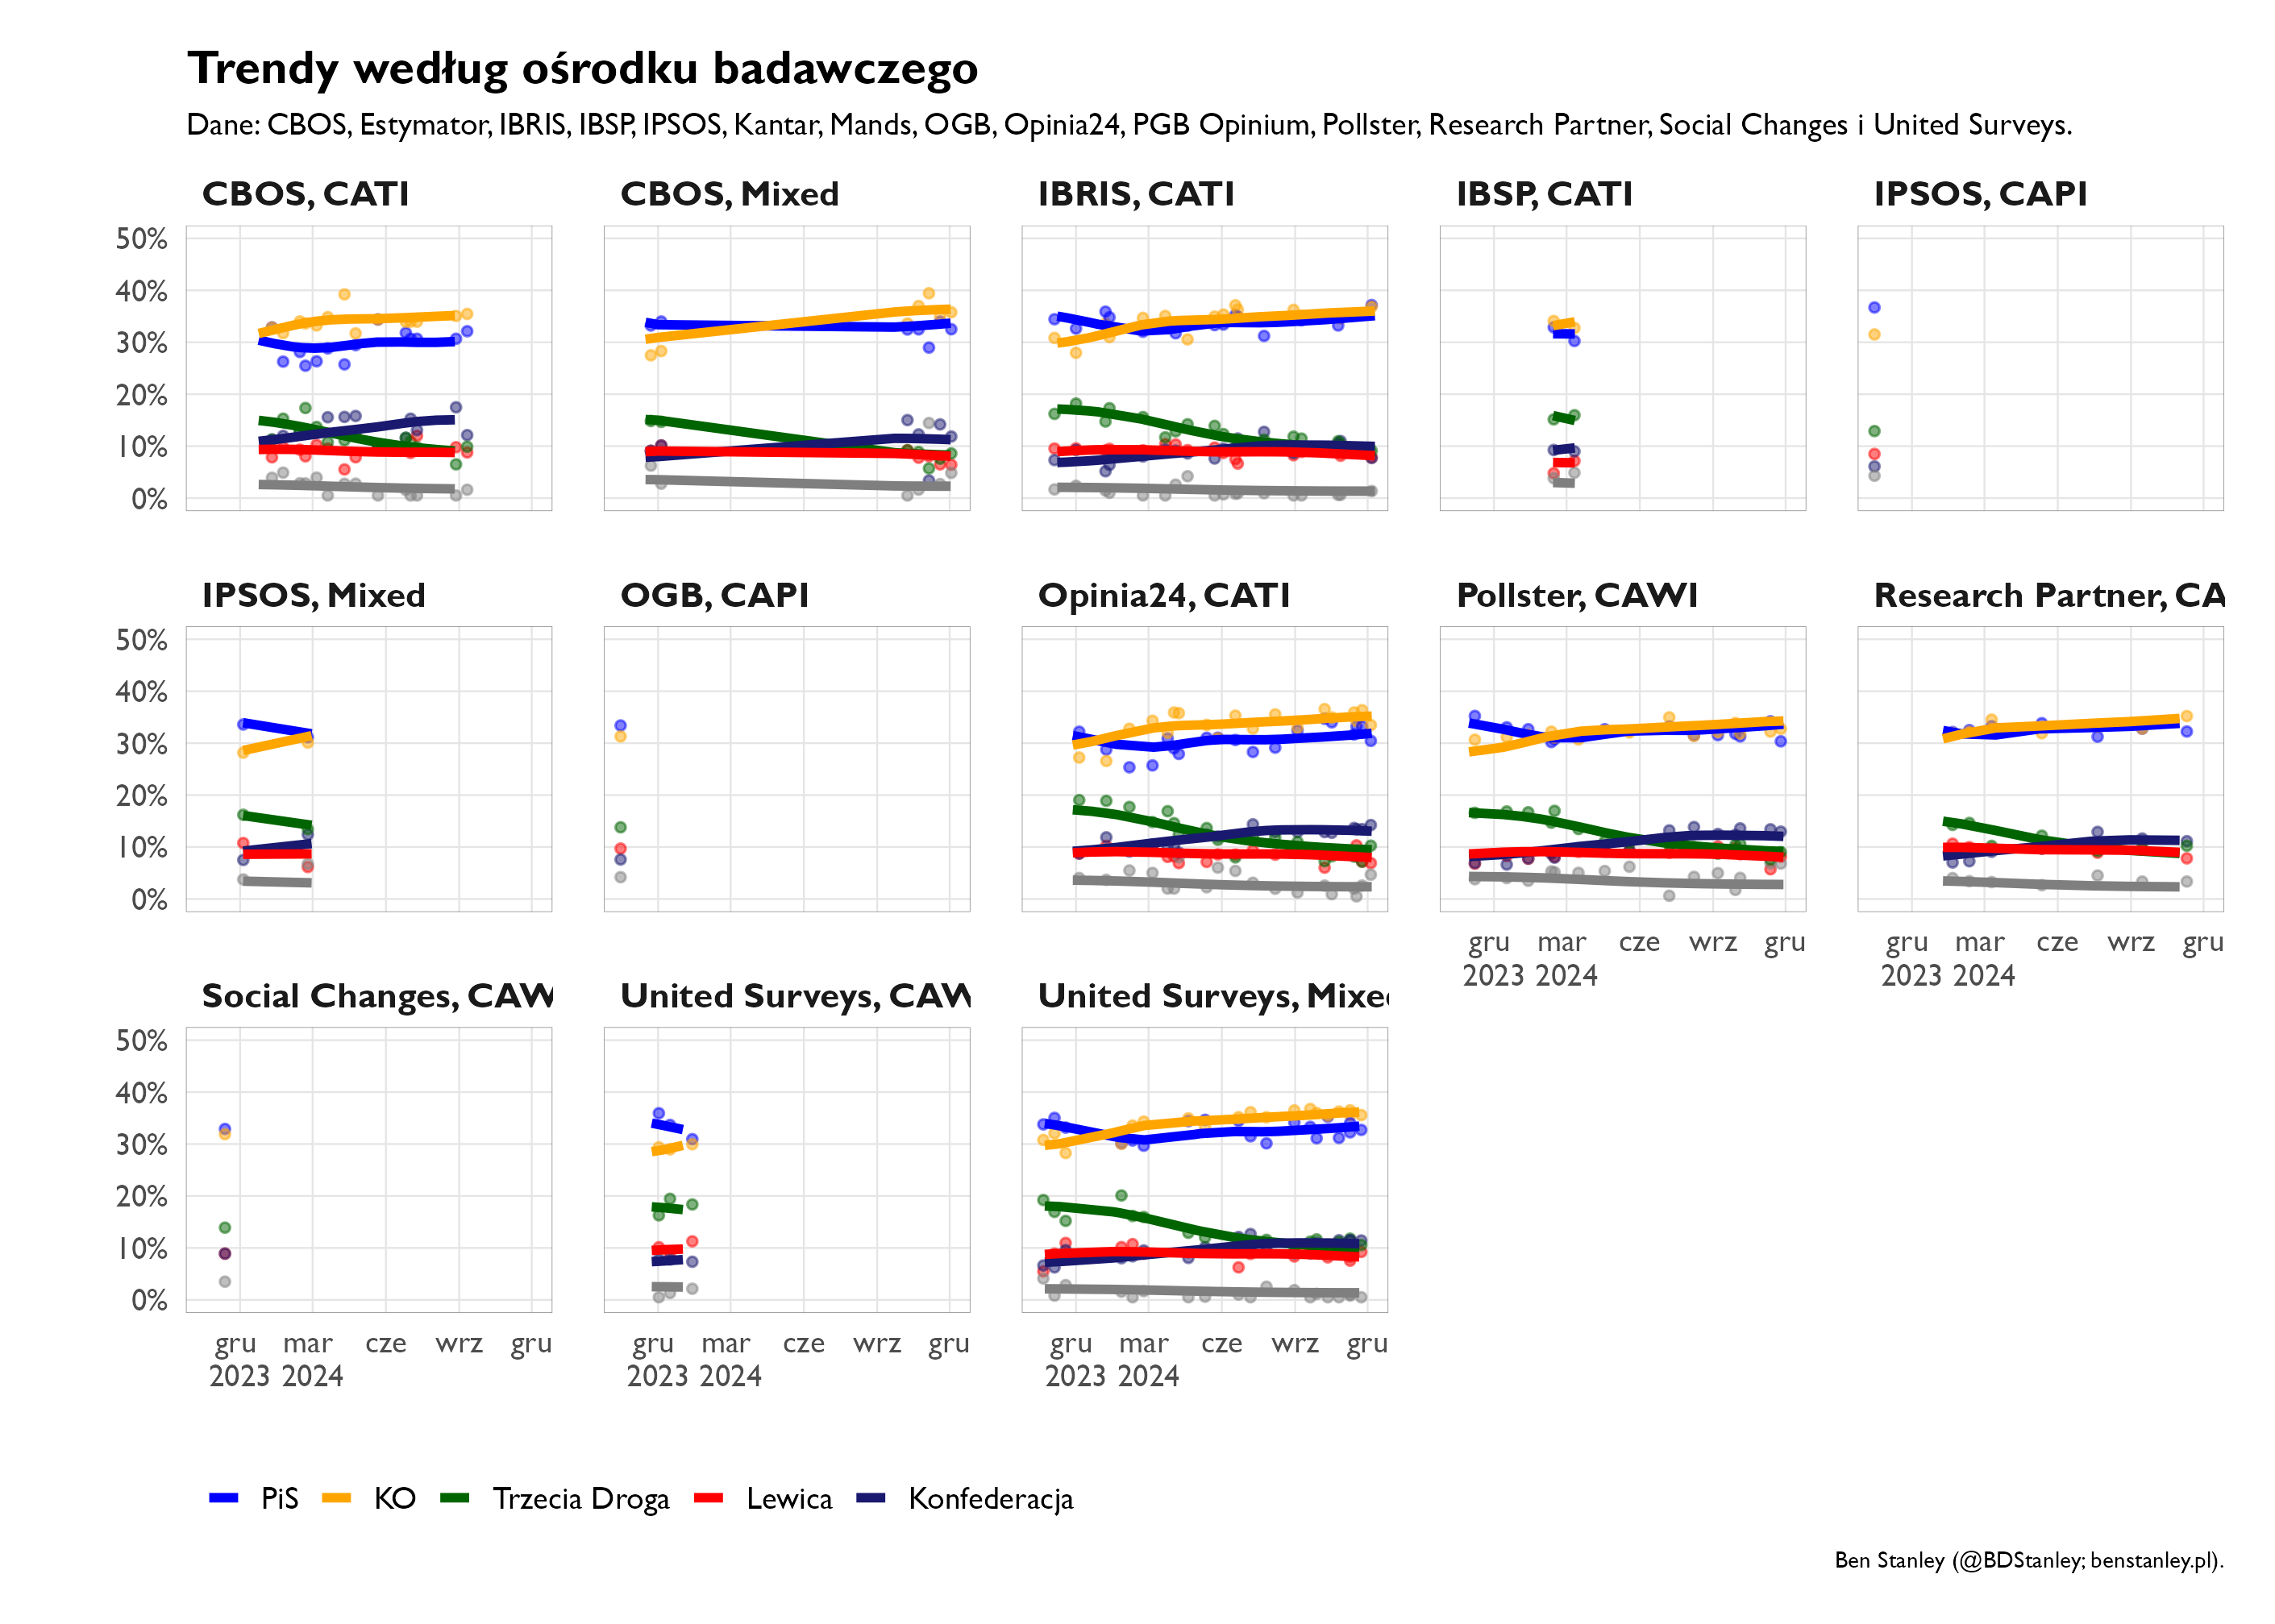 Trendy według ośrodku badawczego
Dane: CBOS, Estymator, IBRIS, IBSP, IPSOS, Kantar, Mands, OGB, Opinia24, PGB Opinium, Pollster, Research Partner, Social Changes i United Surveys.
CBOS, CATI
CBOS, Mixed
IBRIS, CATI
IBSP, CATI
IPSOS, CAPI
50%
40%
30%
20%
10%
0%
IPSOS, Mixed
OGB, CAPI
Opinia24, CATI
Pollster, CAWI
Research Partner, CA
50%
40%
30%
20%
10%
0%
gru mar cze wrz gru
2023 2024
gru mar cze wrz gru
2023 2024
Social Changes, CAW
United Surveys, CAW
United Surveys, Mixed
50%
40%
30%
20%
10%
0%
gru mar cze wrz gru
2023 2024
gru mar cze wrz gru
2023 2024
gru mar cze wrz gru
2023 2024
PiS KO Trzecia Droga Lewica Konfederacja
Ben Stanley (@BDStanley; benstanley.pl).